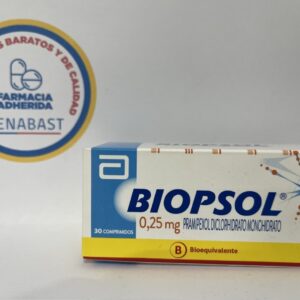 S BARATOS Y DE CALIDAD
FARMACIA
ADHERIDA
ENABAST
BIOPSOL®
0,25 mg PRAMIPEXOL DICLORHIDRATO MONOHIDRATO
30 COMPRIMIDOS
B Bioequivalente